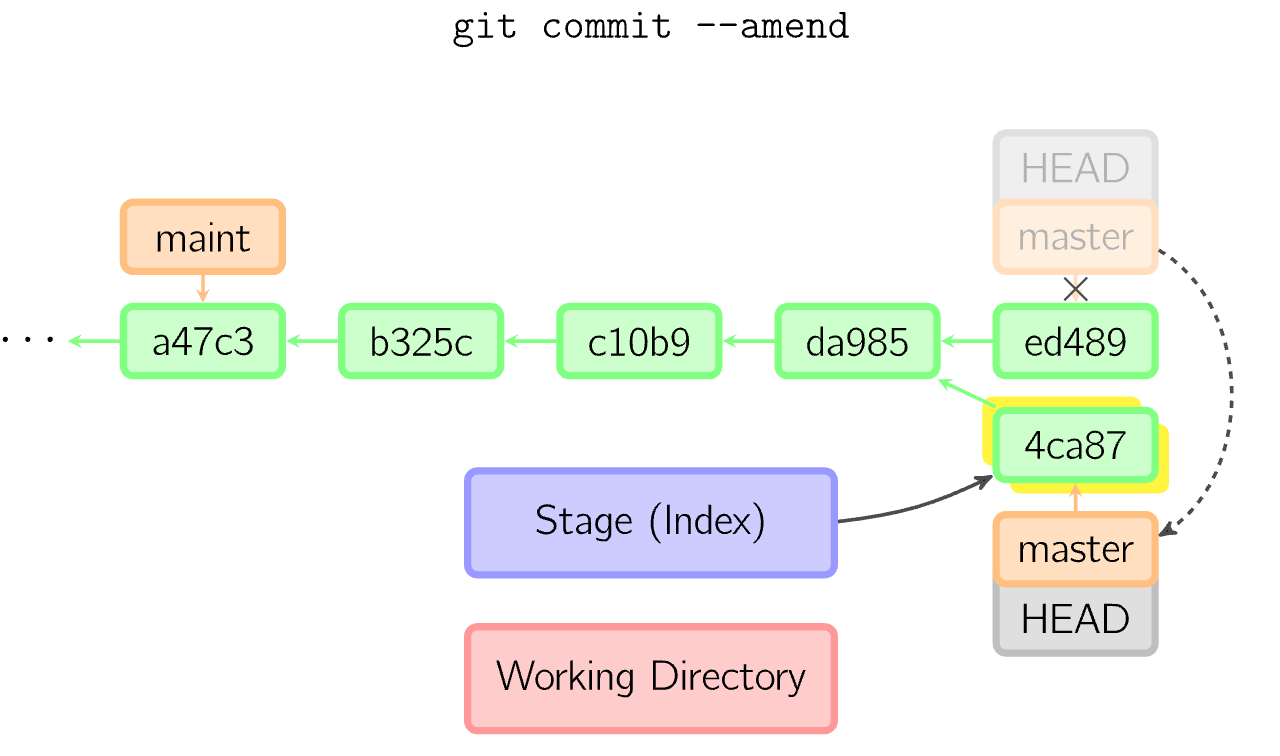 git commit --amend
HEAD
maint
master
... a47c3 b325c c10b9 da985 ed489
4ca87
Stage (Index)
master
HEAD
Working Directory